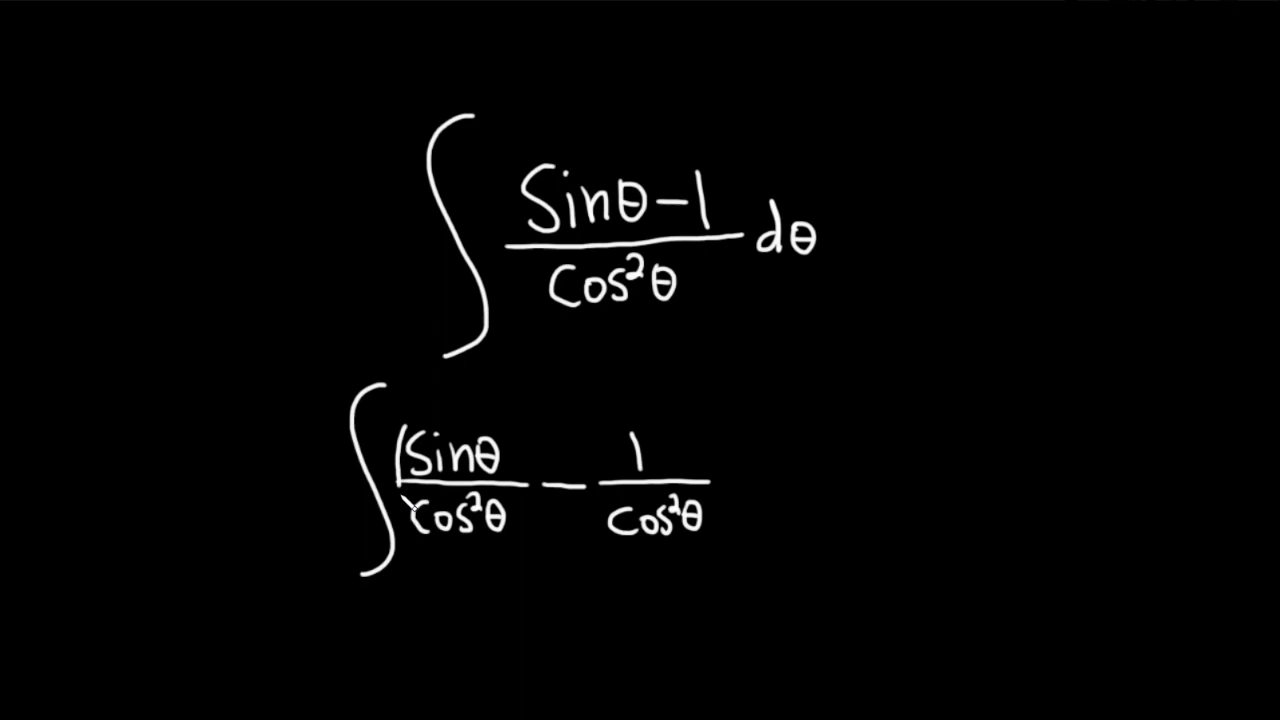 ∫ (Sinθ - 1)/(Cos²θ) dθ
∫ (Sinθ)/(Cos²θ) - 1/(Cos²θ)